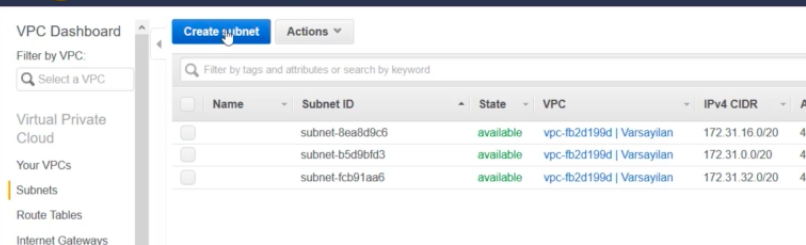 VPC Dashboard
Filter by VPC:
Select a VPC
Virtual Private
Cloud
Your VPCs
Subnets
Route Tables
Internet Gateways
Create subnet Actions
Filter by tags and attributes or search by keyword
Name Subnet ID State VPC IPv4 CIDR A
subnet-8ea8d9c6 available vpc-fb2d199d | Varsayilan 172.31.16.0/20 4
subnet-b5d9bfd3 available vpc-fb2d199d | Varsayilan 172.31.0.0/20 4
subnet-fcb91aa6 available vpc-fb2d199d | Varsayilan 172.31.32.0/20 4